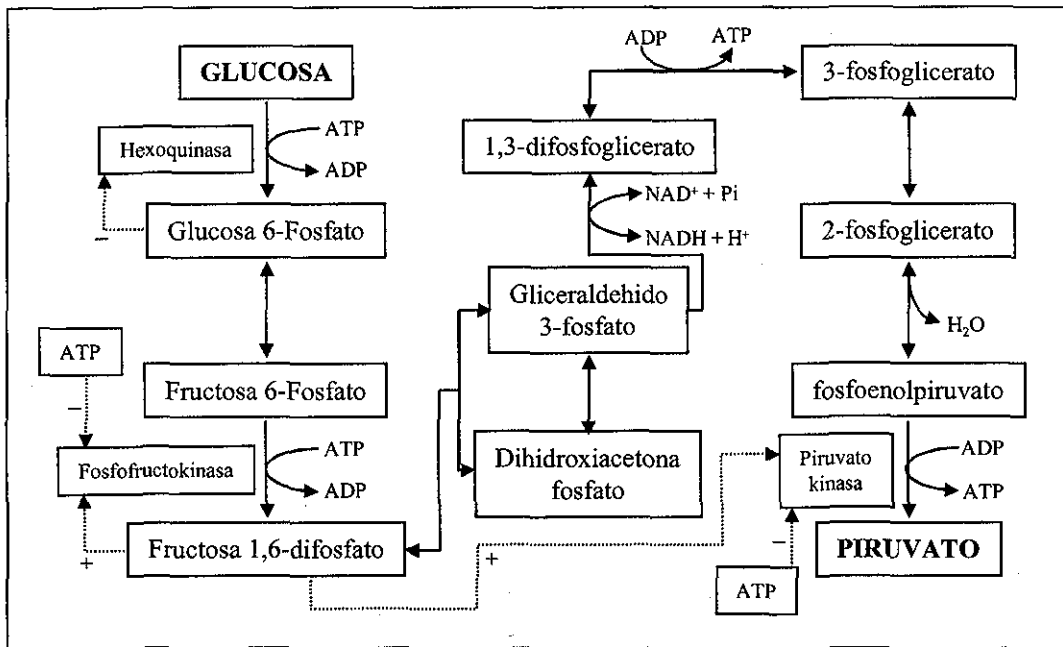 GLUCOSA
ATP
Hexoquinasa
ADP
−
Glucosa 6-Fosfato
ATP
−
Fructosa 6-Fosfato
ATP
Fosfofructokinasa
ADP
+
Fructosa 1,6-difosfato
ADP
ATP
1,3-difosfoglicerato
NAD⁺ + Pi
NADH + H⁺
Gliceraldehido
3-fosfato
Dihidroxiacetona
fosfato
+
3-fosfoglicerato
2-fosfoglicerato
H₂O
fosfoenolpiruvato
Piruvato
kinasa
ADP
ATP
−
PIRUVATO
ATP